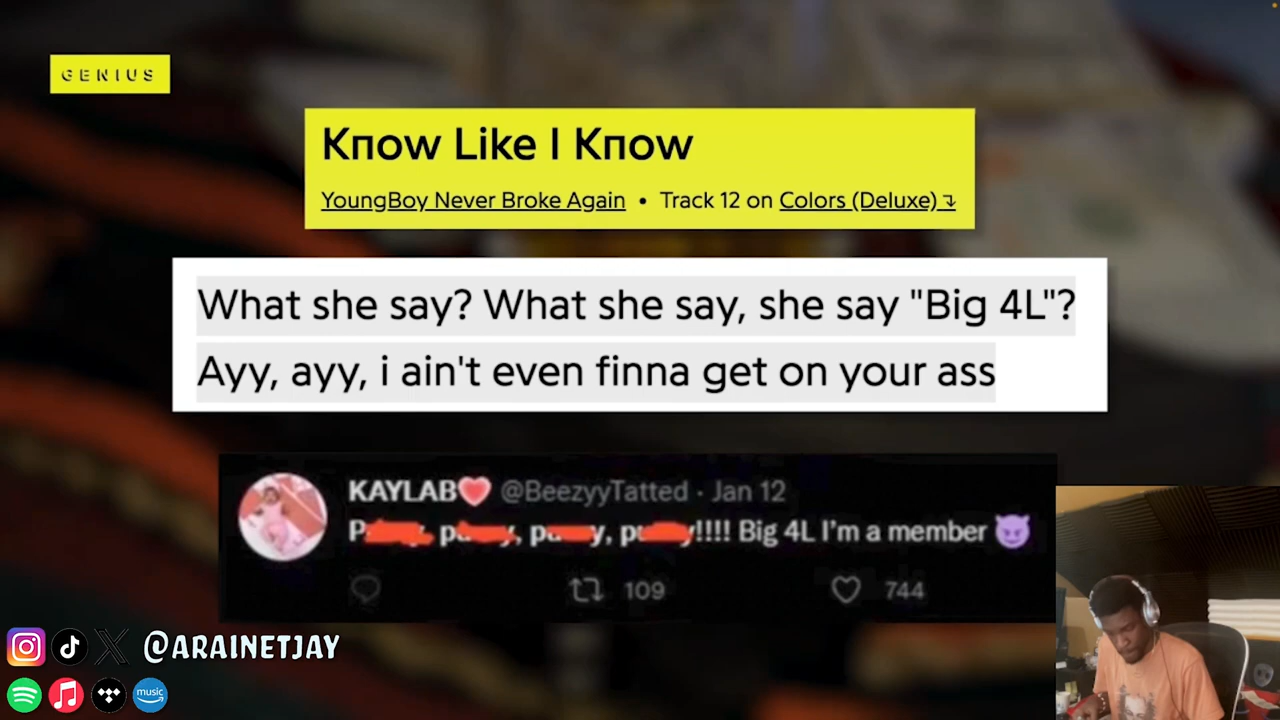 GENIUS
Know Like I Know
YoungBoy Never Broke Again • Track 12 on Colors (Deluxe)
What she say? What she say, she say "Big 4L"?
Ayy, ayy, i ain't even finna get on your ass
KAYLAB❤️ @BeezyyTatted · Jan 12
!!!! Big 4L I'm a member 😈
109 744
@ARAINETJAY
music